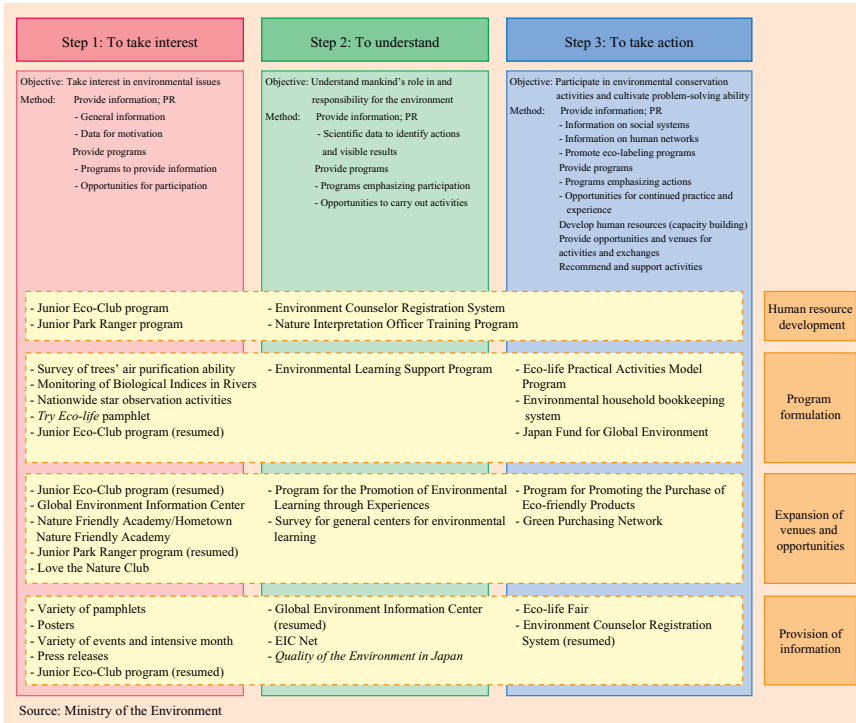 Step 1: To take interest
Step 2: To understand
Step 3: To take action
Objective: Take interest in environmental issues
Method: Provide information; PR
- General information
- Data for motivation
Provide programs
- Programs to provide information
- Opportunities for participation
Objective: Understand mankind's role in and
responsibility for the environment
Method: Provide information; PR
- Scientific data to identify actions
and visible results
Provide programs
- Programs emphasizing participation
- Opportunities to carry out activities
Objective: Participate in environmental conservation
activities and cultivate problem-solving ability
Method: Provide information; PR
- Information on social systems
- Information on human networks
- Promote eco-labeling programs
Provide programs
- Programs emphasizing actions
- Opportunities for continued practice and
experience
Develop human resources (capacity building)
Provide opportunities and venues for
activities and exchanges
Recommend and support activities
- Junior Eco-Club program
- Junior Park Ranger program
- Environment Counselor Registration System
- Nature Interpretation Officer Training Program
Human resource
development
- Survey of trees' air purification ability
- Monitoring of Biological Indices in Rivers
- Nationwide star observation activities
- Try Eco-life pamphlet
- Junior Eco-Club program (resumed)
- Environmental Learning Support Program
- Eco-life Practical Activities Model
Program
- Environmental household bookkeeping
system
- Japan Fund for Global Environment
Program
formulation
- Junior Eco-Club program (resumed)
- Global Environment Information Center
- Nature Friendly Academy/Hometown
Nature Friendly Academy
- Junior Park Ranger program (resumed)
- Love the Nature Club
- Program for the Promotion of Environmental
Learning through Experiences
- Survey for general centers for environmental
learning
- Program for Promoting the Purchase of
Eco-friendly Products
- Green Purchasing Network
Expansion of
venues and
opportunities
- Variety of pamphlets
- Posters
- Variety of events and intensive month
- Press releases
- Junior Eco-Club program (resumed)
- Global Environment Information Center
(resumed)
- EIC Net
- Quality of the Environment in Japan
- Eco-life Fair
- Environment Counselor Registration
System (resumed)
Provision of
information
Source: Ministry of the Environment